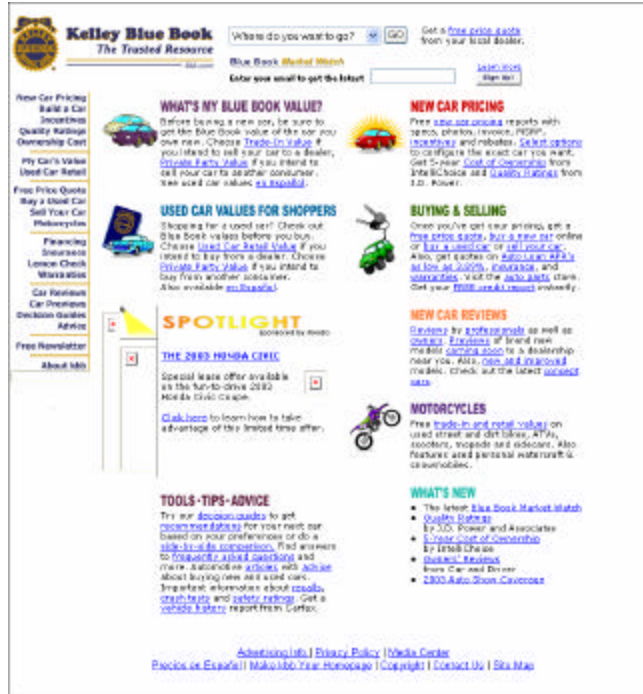 Kelley Blue Book
The Trusted Resource
kbb.com
Where do you want to go?
GO
Get a free price quote
from your local dealer.
Blue Book Market Watch
Enter your email to get the latest
Learn more
Sign Up!
New Car Pricing
Build a Car
Incentives
Quality Ratings
Ownership Cost
My Car's Value
Used Car Retail
Free Price Quote
Buy a Used Car
Sell Your Car
Motorcycles
Financing
Insurance
Lemon Check
Warranties
Car Reviews
Car Previews
Decision Guides
Advice
Free Newsletter
About kbb
WHAT'S MY BLUE BOOK VALUE?
Before buying a new car, be sure to
get the Blue Book value of the car you
own now. Choose Trade-In Value if
you intend to sell your car to a dealer,
Private Party Value if you intend to
sell your car to another consumer.
See used car values en Español.
USED CAR VALUES FOR SHOPPERS
Shopping for a used car? Check out
Blue Book values before you buy.
Choose Used Car Retail Value if you
intend to buy from a dealer. Choose
Private Party Value if you intend to
buy from another consumer.
Also available en Español.
SPOTLIGHT
sponsored by Honda
THE 2003 HONDA CIVIC
Special lease offer available
on the fun-to-drive 2003
Honda Civic Coupe.
Click here to learn how to take
advantage of this limited time offer.
TOOLS · TIPS · ADVICE
Try our decision guides to get
recommendations for your next car
based on your preferences or do a
side-by-side comparison. Find answers
to frequently asked questions and
more. Automotive articles with advice
about buying new and used cars.
Important information about recalls,
crash tests and safety ratings. Get a
vehicle history report from Carfax.
NEW CAR PRICING
Free new car pricing reports with
specs, photos, invoice, MSRP,
incentives and rebates. Select options
to configure the exact car you want.
Get 5-year Cost of Ownership from
IntelliChoice and Quality Ratings from
J.D. Power.
BUYING & SELLING
Once you've got your pricing, get a
free price quote, buy a new car online
or buy a used car or sell your car.
Also, get quotes on Auto Loan APR's
as low as insurance, and
warranties. Visit the auto parts store.
Get your FREE credit report instantly.
NEW CAR REVIEWS
Reviews by professionals as well as
owners. Previews of brand new
models coming soon to a dealership
near you. Also, new and improved
models. Check out the latest concept
cars.
MOTORCYCLES
Free trade-in and retail values on
used street and dirt bikes, ATVs,
scooters, mopeds and sidecars. Also
features used personal watercraft &
snowmobiles.
WHAT'S NEW
• The latest Blue Book Market Watch
• Quality Ratings
by J.D. Power and Associates
• 5-Year Cost of Ownership
by IntelliChoice
• Owners' Reviews
from Car and Driver
• 2003 Auto Show Coverage
Advertising Info | Privacy Policy | Media Center
Precios en Español | Make kbb Your Homepage | Copyright | Contact Us | Site Map